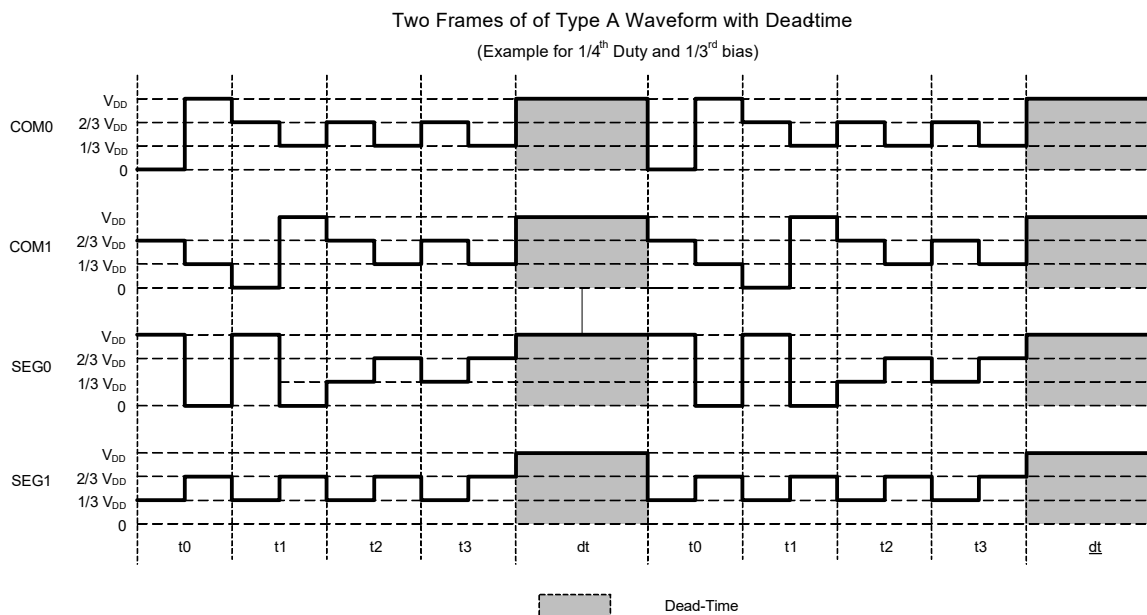 Two Frames of of Type A Waveform with Dead-time
(Example for 1/4th Duty and 1/3rd bias)
COM0
VDD
2/3 VDD
1/3 VDD
0
COM1
VDD
2/3 VDD
1/3 VDD
0
SEG0
VDD
2/3 VDD
1/3 VDD
0
SEG1
VDD
2/3 VDD
1/3 VDD
0
t0 t1 t2 t3 dt t0 t1 t2 t3 dt
Dead-Time